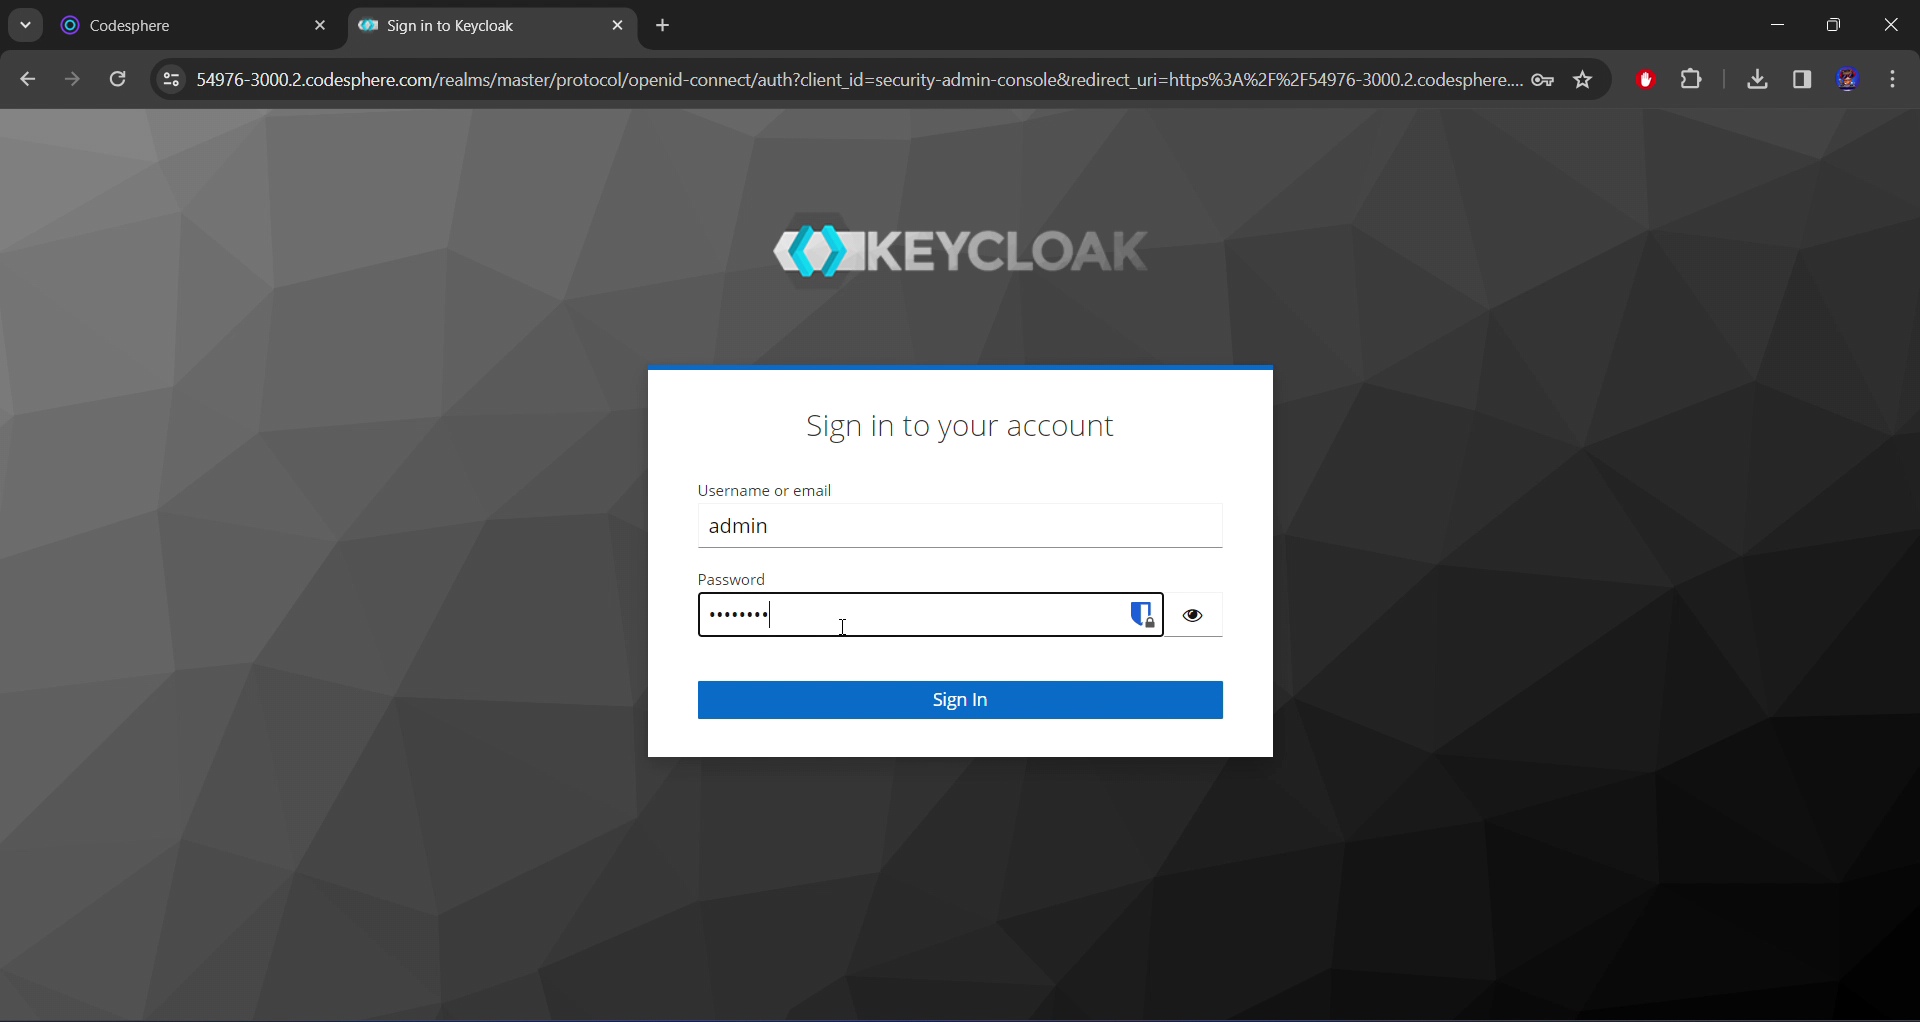 Codesphere
Sign in to Keycloak
54976-3000.2.codesphere.com/realms/master/protocol/openid-connect/auth?client_id=security-admin-console&redirect_uri=https%3A%2F%2F54976-3000.2.codesphere....
KEYCLOAK
Sign in to your account
Username or email
admin
Password
••••••••
Sign In